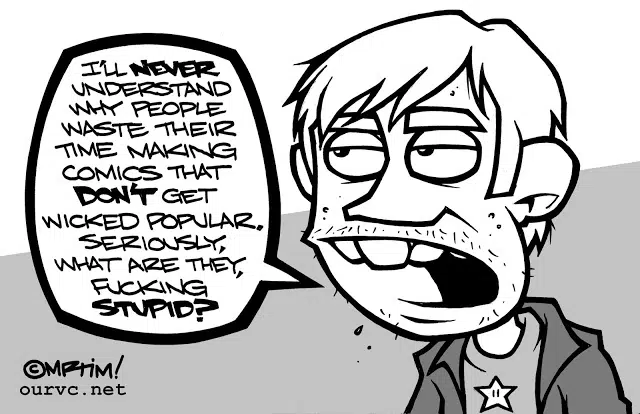 I'LL NEVER
UNDERSTAND
WHY PEOPLE
WASTE THEIR
TIME MAKING
COMICS THAT
DON'T GET
WICKED POPULAR.
SERIOUSLY,
WHAT ARE THEY,
FUCKING
STUPID?
©MRTIM!
ourvc.net